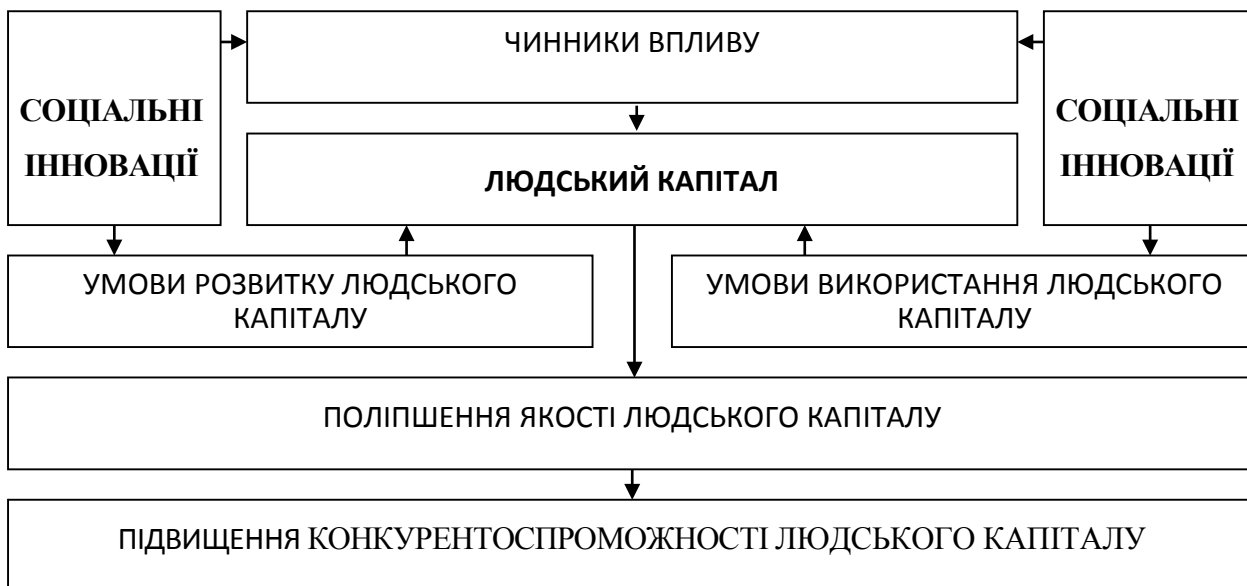 ЧИННИКИ ВПЛИВУ
СОЦІАЛЬНІ
ІННОВАЦІЇ
СОЦІАЛЬНІ
ІННОВАЦІЇ
ЛЮДСЬКИЙ КАПІТАЛ
УМОВИ РОЗВИТКУ ЛЮДСЬКОГО
КАПІТАЛУ
УМОВИ ВИКОРИСТАННЯ ЛЮДСЬКОГО
КАПІТАЛУ
ПОЛІПШЕННЯ ЯКОСТІ ЛЮДСЬКОГО КАПІТАЛУ
ПІДВИЩЕННЯ КОНКУРЕНТОСПРОМОЖНОСТІ ЛЮДСЬКОГО КАПІТАЛУ